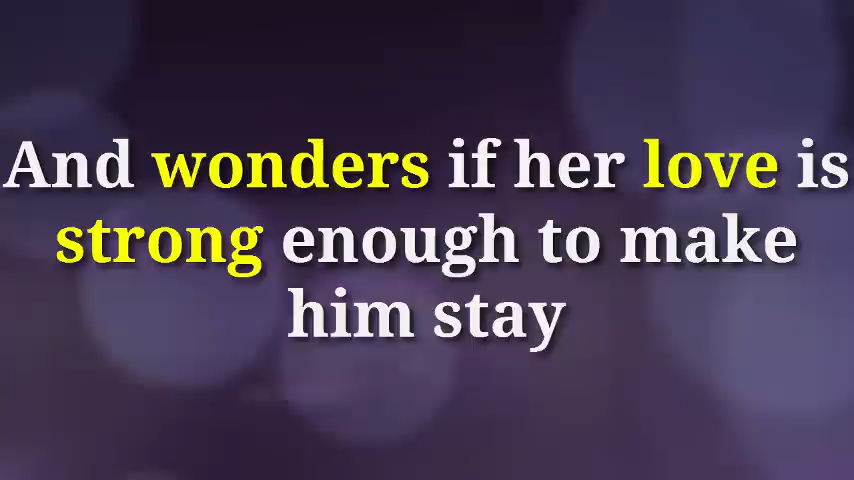 And wonders if her love is
strong enough to make
him stay